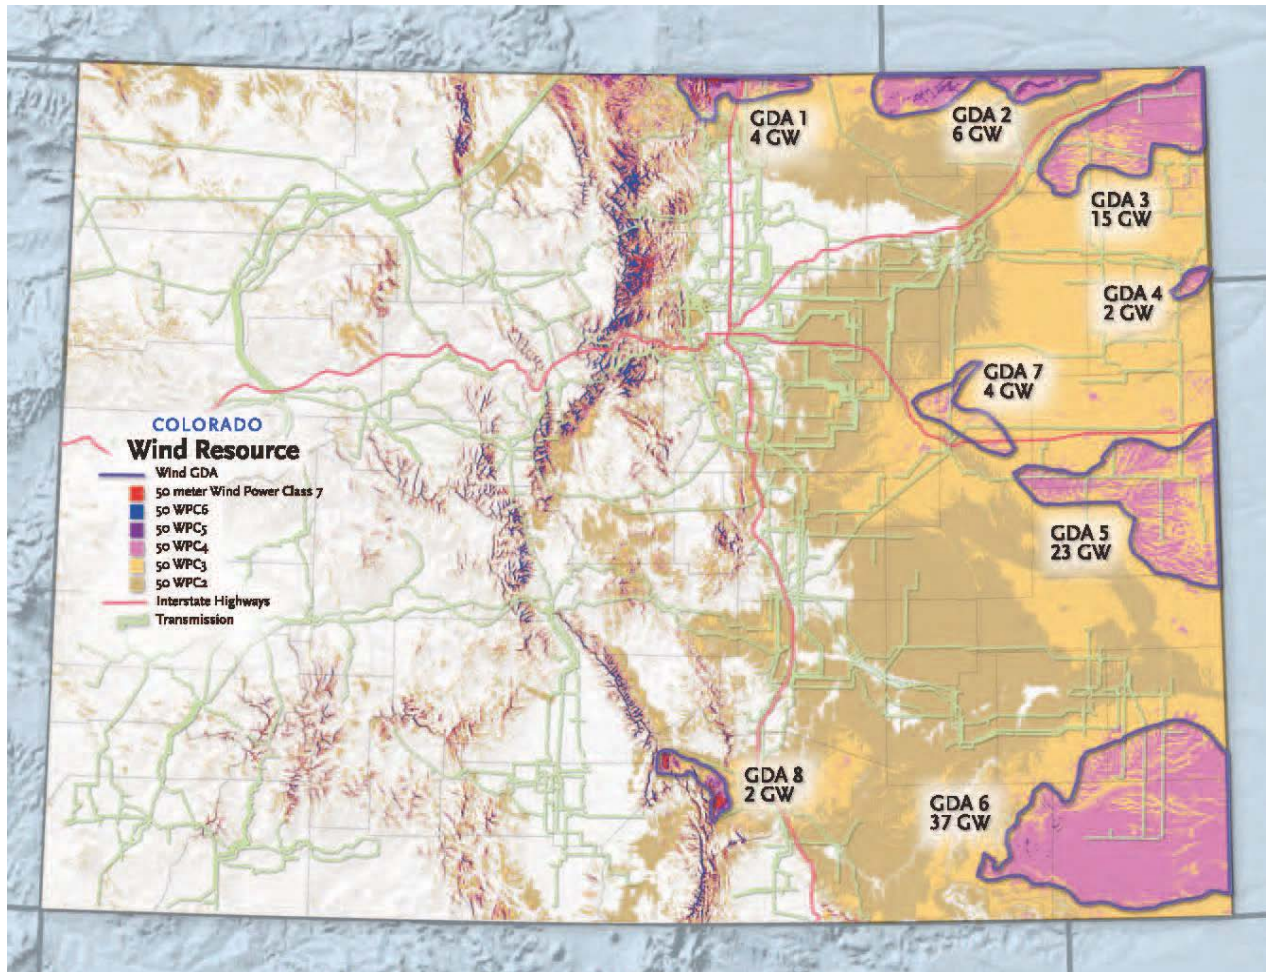 GDA 1
4 GW
GDA 2
6 GW
GDA 3
15 GW
GDA 4
2 GW
GDA 7
4 GW
COLORADO
Wind Resource
Wind GDA
50 meter Wind Power Class 7
50 WPC6
50 WPC5
50 WPC4
50 WPC3
50 WPC2
Interstate Highways
Transmission
GDA 5
23 GW
GDA 8
2 GW
GDA 6
37 GW